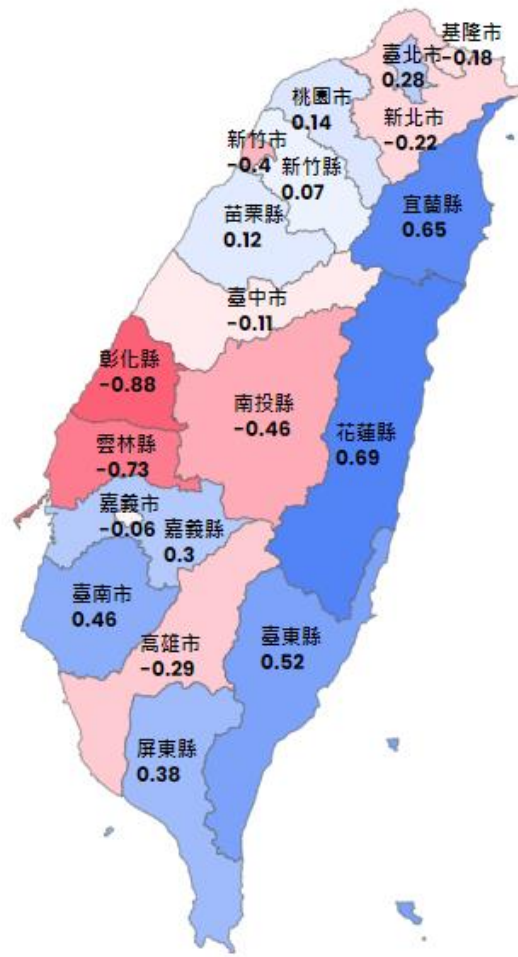 基隆市
-0.18
臺北市
0.28
桃園市
0.14
新北市
-0.22
新竹市
-0.4
新竹縣
0.07
宜蘭縣
0.65
苗栗縣
0.12
臺中市
-0.11
彰化縣
-0.88
南投縣
-0.46
花蓮縣
0.69
雲林縣
-0.73
嘉義市
-0.06
嘉義縣
0.3
臺南市
0.46
高雄市
-0.29
臺東縣
0.52
屏東縣
0.38